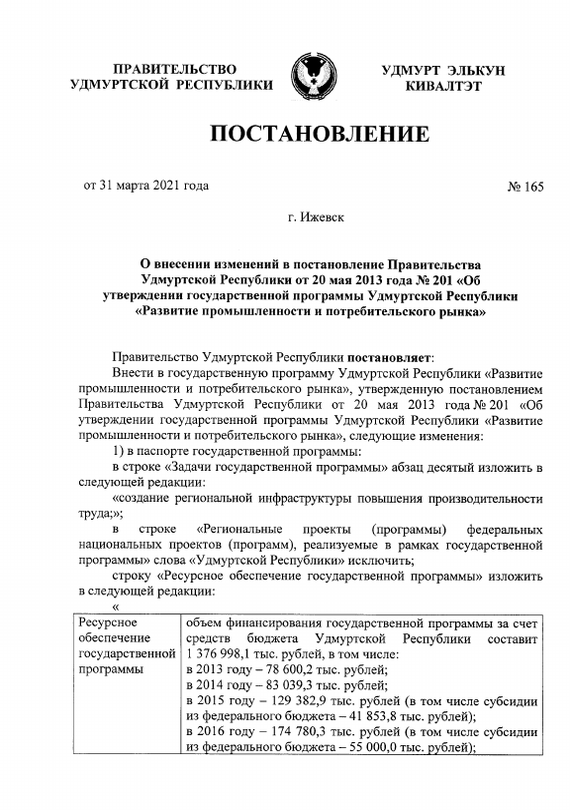 ПРАВИТЕЛЬСТВО
УДМУРТСКОЙ РЕСПУБЛИКИ
УДМУРТ ЭЛЬКУН
КИВАЛТЭТ
ПОСТАНОВЛЕНИЕ
от 31 марта 2021 года
№ 165
г. Ижевск
О внесении изменений в постановление Правительства
Удмуртской Республики от 20 мая 2013 года № 201 «Об
утверждении государственной программы Удмуртской Республики
«Развитие промышленности и потребительского рынка»
Правительство Удмуртской Республики постановляет:
Внести в государственную программу Удмуртской Республики «Развитие
промышленности и потребительского рынка», утвержденную постановлением
Правительства Удмуртской Республики от 20 мая 2013 года № 201 «Об
утверждении государственной программы Удмуртской Республики «Развитие
промышленности и потребительского рынка», следующие изменения:
1) в паспорте государственной программы:
в строке «Задачи государственной программы» абзац десятый изложить в
следующей редакции:
«создание региональной инфраструктуры повышения производительности
труда;»;
в строке «Региональные проекты (программы) федеральных
национальных проектов (программ), реализуемые в рамках государственной
программы» слова «Удмуртской Республики» исключить;
строку «Ресурсное обеспечение государственной программы» изложить
в следующей редакции:
«
Ресурсное
обеспечение
государственной
программы
объем финансирования государственной программы за счет
средств бюджета Удмуртской Республики составит
1 376 998,1 тыс. рублей, в том числе:
в 2013 году – 78 600,2 тыс. рублей;
в 2014 году – 83 039,3 тыс. рублей;
в 2015 году – 129 382,9 тыс. рублей (в том числе субсидии
из федерального бюджета – 41 853,8 тыс. рублей);
в 2016 году – 174 780,3 тыс. рублей (в том числе субсидии
из федерального бюджета – 55 000,0 тыс. рублей);